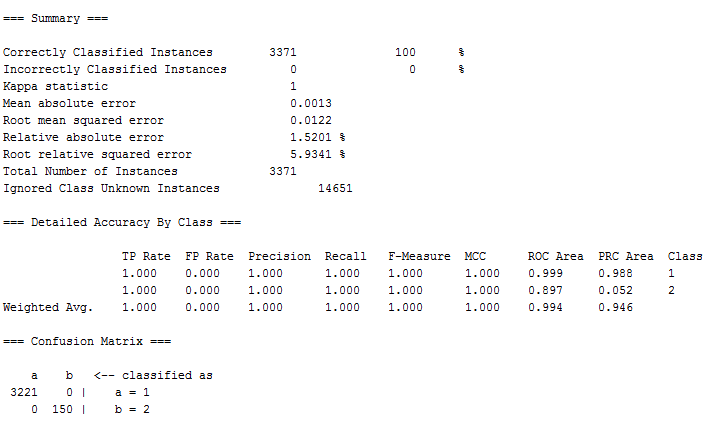 === Summary ===
Correctly Classified Instances 3371 100 %
Incorrectly Classified Instances 0 0 %
Kappa statistic 1
Mean absolute error 0.0013
Root mean squared error 0.0122
Relative absolute error 1.5201 %
Root relative squared error 5.9341 %
Total Number of Instances 3371
Ignored Class Unknown Instances 14651
=== Detailed Accuracy By Class ===
TP Rate FP Rate Precision Recall F-Measure MCC ROC Area PRC Area Class
1.000 0.000 1.000 1.000 1.000 1.000 0.999 0.988 1
1.000 0.000 1.000 1.000 1.000 1.000 0.897 0.052 2
Weighted Avg. 1.000 0.000 1.000 1.000 1.000 1.000 0.994 0.946
=== Confusion Matrix ===
a b <-- classified as
3221 0 | a = 1
0 150 | b = 2